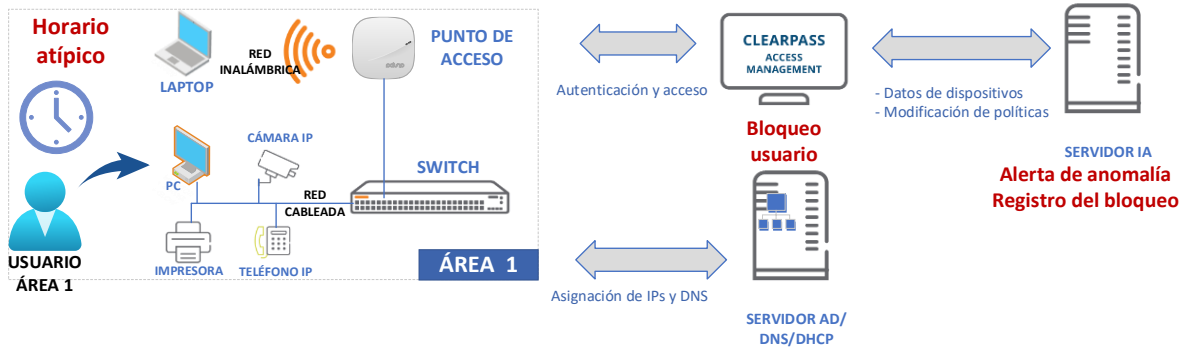 Horario
atípico
LAPTOP
RED
INALÁMBRICA
PUNTO DE
ACCESO
CÁMARA IP
PC
RED
CABLEADA
SWITCH
IMPRESORA
TELÉFONO IP
USUARIO
ÁREA 1
ÁREA 1
Autenticación y acceso
CLEARPASS
ACCESS
MANAGEMENT
Bloqueo
usuario
- Datos de dispositivos
- Modificación de políticas
SERVIDOR IA
Alerta de anomalía
Registro del bloqueo
Asignación de IPs y DNS
SERVIDOR AD/
DNS/DHCP